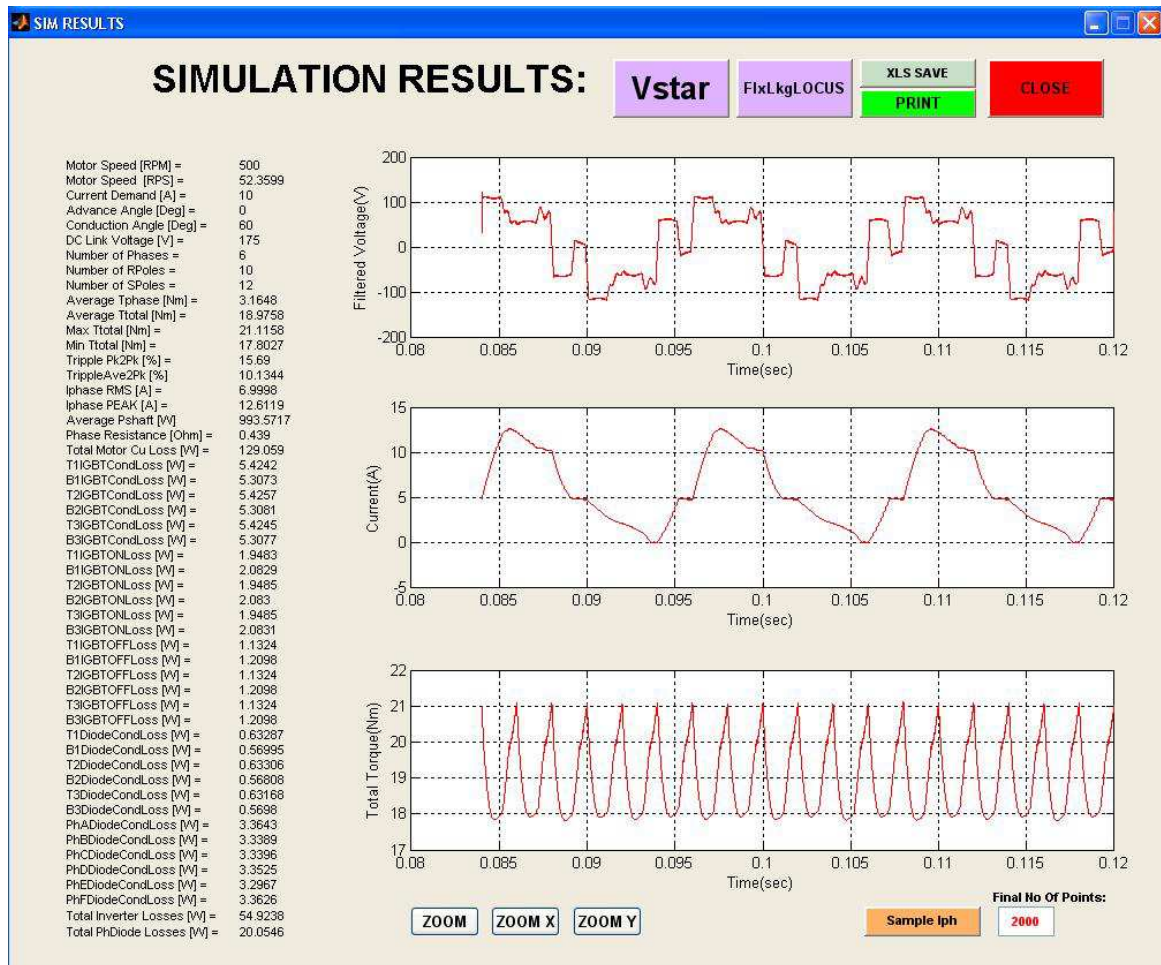 SIM RESULTS
SIMULATION RESULTS:
Vstar
FlxLkgLOCUS
XLS SAVE
PRINT
CLOSE
Motor Speed [RPM] = 500
Motor Speed [RPS] = 52.3599
Current Demand [A] = 10
Advance Angle [Deg] = 0
Conduction Angle [Deg] = 60
DC Link Voltage [V] = 175
Number of Phases = 6
Number of RPoles = 10
Number of SPoles = 12
Average Tphase [Nm] = 3.1648
Average Ttotal [Nm] = 18.9758
Max Ttotal [Nm] = 21.1158
Min Ttotal [Nm] = 17.8027
Tripple Pk2Pk [%] = 15.69
TrippleAve2Pk [%] 10.1344
Iphase RMS [A] = 6.9998
Iphase PEAK [A] = 12.6119
Average Pshaft [W] 993.5717
Phase Resistance [Ohm] = 0.439
Total Motor Cu Loss [W] = 129.059
T1IGBTCondLoss [W] = 5.4242
B1IGBTCondLoss [W] = 5.3073
T2IGBTCondLoss [W] = 5.4257
B2IGBTCondLoss [W] = 5.3081
T3IGBTCondLoss [W] = 5.4245
B3IGBTCondLoss [W] = 5.3077
T1IGBTONLoss [W] = 1.9483
B1IGBTONLoss [W] = 2.0829
T2IGBTONLoss [W] = 1.9485
B2IGBTONLoss [W] = 2.083
T3IGBTONLoss [W] = 1.9485
B3IGBTONLoss [W] = 2.0831
T1IGBTOFFLoss [W] = 1.1324
B1IGBTOFFLoss [W] = 1.2098
T2IGBTOFFLoss [W] = 1.1324
B2IGBTOFFLoss [W] = 1.2098
T3IGBTOFFLoss [W] = 1.1324
B3IGBTOFFLoss [W] = 1.2098
T1DiodeCondLoss [W] = 0.63287
B1DiodeCondLoss [W] = 0.56995
T2DiodeCondLoss [W] = 0.63306
B2DiodeCondLoss [W] = 0.56808
T3DiodeCondLoss [W] = 0.63168
B3DiodeCondLoss [W] = 0.5698
PhADiodeCondLoss [W] = 3.3643
PhBDiodeCondLoss [W] = 3.3389
PhCDiodeCondLoss [W] = 3.3396
PhDDiodeCondLoss [W] = 3.3525
PhEDiodeCondLoss [W] = 3.2967
PhFDiodeCondLoss [W] = 3.3626
Total Inverter Losses [W] = 54.9238
Total PhDiode Losses [W] = 20.0546
Filtered Voltage(V)
200
100
0
-100
-200
0.08 0.085 0.09 0.095 0.1 0.105 0.11 0.115 0.12
Time(sec)
Current(A)
15
10
5
0
-5
0.08 0.085 0.09 0.095 0.1 0.105 0.11 0.115 0.12
Time(sec)
Total Torque(Nm)
22
21
20
19
18
17
0.08 0.085 0.09 0.095 0.1 0.105 0.11 0.115 0.12
Time(sec)
ZOOM
ZOOM X
ZOOM Y
Sample Iph
Final No Of Points:
2000